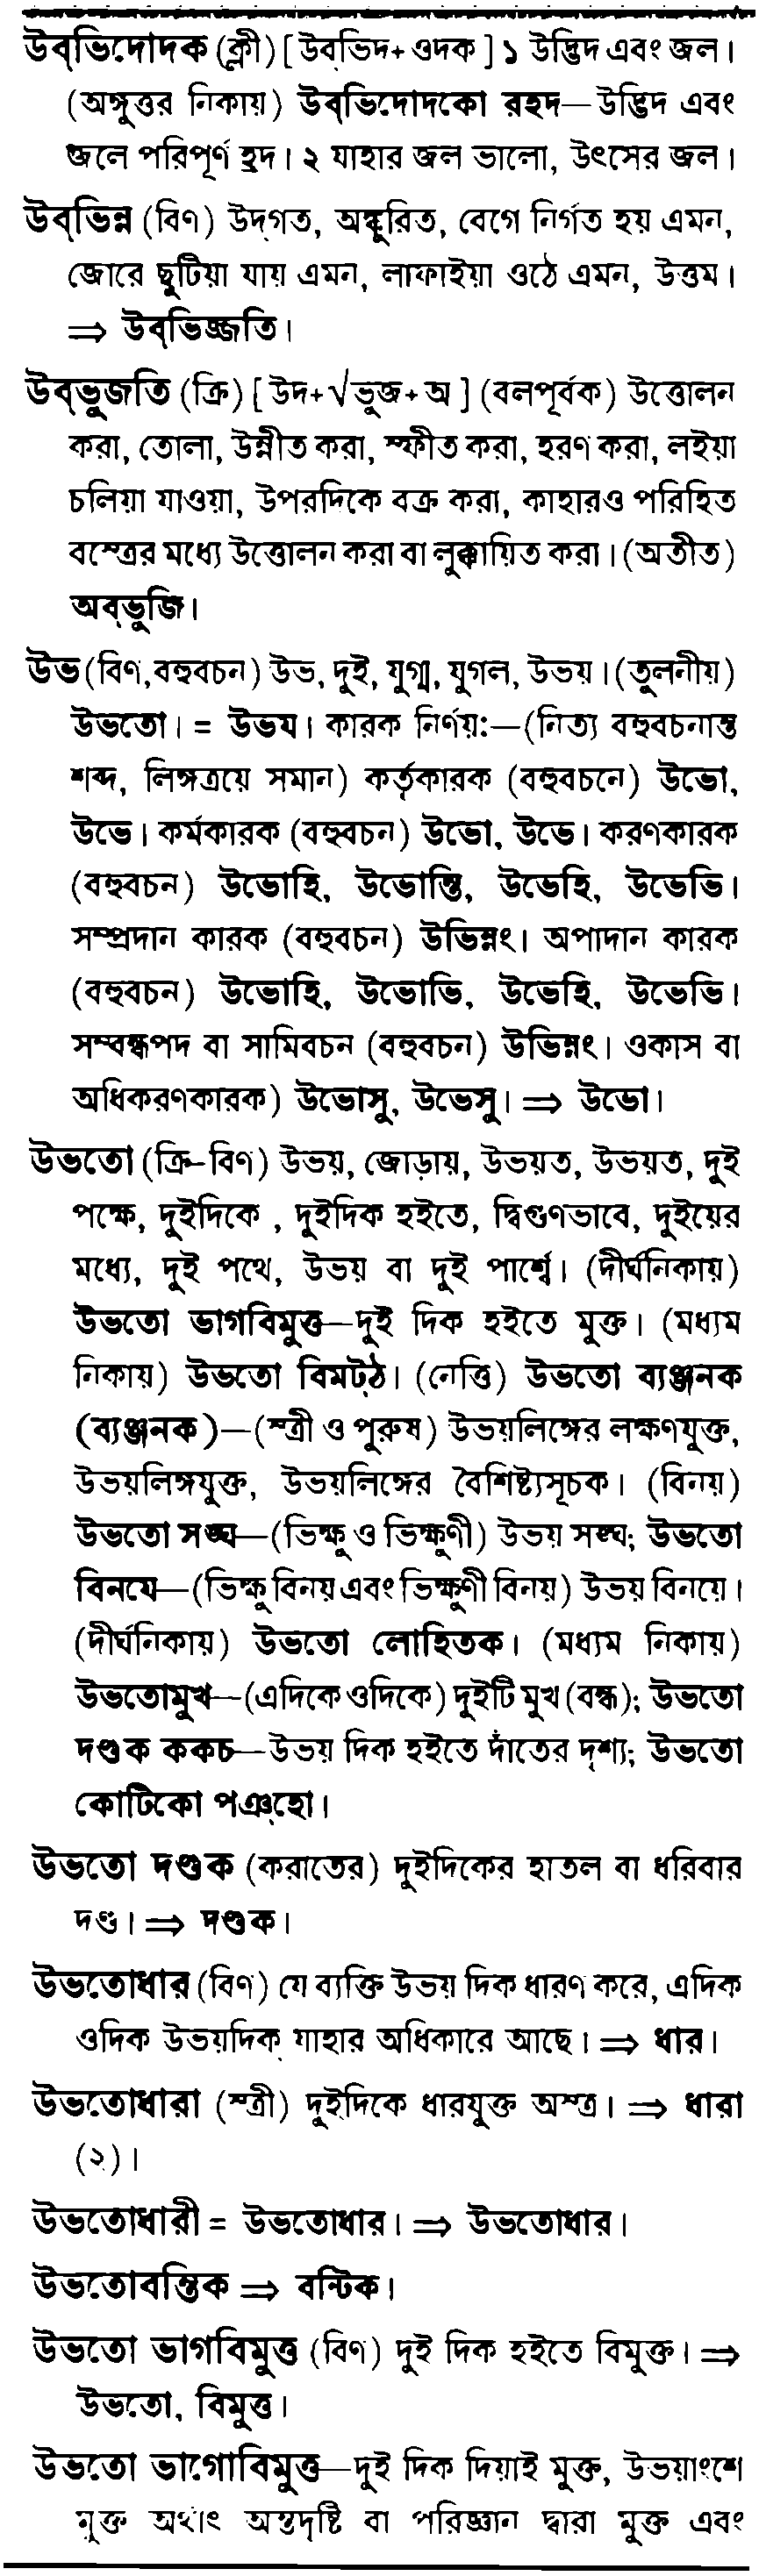 উব্ভিদোদক (ক্লী) [ উব্ভিদ+ ওদক ] ১ উদ্ভিদ এবং জল।
(অঙ্গুত্তর নিকায়) উব্ভিদোদকো রহদ—উদ্ভিদ এবং
জলে পরিপূর্ণ হ্রদ। ২ যাহার জল ভালো, উৎসের জল।
উব্ভিন্ন (বিণ) উদ্গত, অঙ্কুরিত, বেগে নির্গত হয় এমন,
জোরে ছুটিয়া যায় এমন, লাফাইয়া ওঠে এমন, উত্তম।
⇒ উব্ভিজ্জতি।
উব্ভুজতি (ক্রি) [ উদ+√ভুজ+অ ] (বলপূর্বক) উত্তোলন
করা, তোলা, উন্নীত করা, স্ফীত করা, হরণ করা, লইয়া
চলিয়া যাওয়া, উপরদিকে বক্র করা, কাহারও পরিহিত
বস্ত্রের মধ্যে উত্তোলন করা বা লুক্কায়িত করা। (অতীত)
অব্ভুজি।
উভ (বিণ, বহুবচন) উভ, দুই, যুগ্ম, যুগল, উভয়। (তুলনীয়)
উভতো। = উভয। কারক নির্ণয়:—(নিত্য বহুবচনান্ত
শব্দ, লিঙ্গত্রয়ে সমান) কর্তৃকারক (বহুবচনে) উভো,
উভে। কর্মকারক (বহুবচন) উভো, উভে। করণকারক
(বহুবচন) উভোহি, উভোন্তি, উভেহি, উভেভি।
সম্প্রদান কারক (বহুবচন) উভিন্নং। অপাদান কারক
(বহুবচন) উভোহি, উভোভি, উভেহি, উভেভি।
সম্বন্ধপদ বা সামিবচন (বহুবচন) উভিন্নং। ওকাস বা
অধিকরণকারক) উভোসু, উভেসু। ⇒ উভো।
উভতো (ক্রি-বিণ) উভয়, জোড়ায়, উভয়ত, উভয়ত, দুই
পক্ষে, দুইদিকে , দুইদিক হইতে, দ্বিগুণভাবে, দুইয়ের
মধ্যে, দুই পথে, উভয় বা দুই পার্শ্বে। (দীর্ঘনিকায়)
উভতো ভাগবিমুত্ত—দুই দিক হইতে মুক্ত। (মধ্যম
নিকায়) উভতো বিমট্ঠ। (নেত্তি) উভতো ব্যঞ্জনক
(ব্যঞ্জনক)—(স্ত্রী ও পুরুষ) উভয়লিঙ্গের লক্ষণযুক্ত,
উভয়লিঙ্গযুক্ত, উভয়লিঙ্গের বৈশিষ্ট্যসূচক। (বিনয়)
উভতো সঙ্ঘ—(ভিক্ষু ও ভিক্ষুণী) উভয় সঙ্ঘ; উভতো
বিনযে—(ভিক্ষু বিনয় এবং ভিক্ষুণী বিনয়) উভয় বিনয়ে।
(দীর্ঘনিকায়) উভতো লোহিতক। (মধ্যম নিকায়)
উভতোমুখ—(এদিকে ওদিকে) দুইটি মুখ (বন্ধ); উভতো
দণ্ডক ককচ—উভয় দিক হইতে দাঁতের দৃশ্য; উভতো
কোটিকো পঞ্হো।
উভতো দণ্ডক (করাতের) দুইদিকের হাতল বা ধরিবার
দণ্ড। ⇒ দণ্ডক।
উভতোধার (বিণ) যে ব্যক্তি উভয় দিক ধারণ করে, এদিক
ওদিক উভয়দিক্ যাহার অধিকারে আছে। ⇒ ধার।
উভতোধারা (স্ত্রী) দুইদিকে ধারযুক্ত অস্ত্র। ⇒ ধারা
(২)।
উভতোধারী = উভতোধার। ⇒ উভতোধার।
উভতোবন্তিক ⇒ বন্টিক।
উভতো ভাগবিমুত্ত (বিণ) দুই দিক হইতে বিমুক্ত। ⇒
উভতো, বিমুত্ত।
উভতো ভাগোবিমুত্ত—দুই দিক দিয়াই মুক্ত, উভয়াংশে
মুক্ত অর্থাৎ অন্তদৃষ্টি বা পরিজ্ঞান দ্বারা মুক্ত এবং